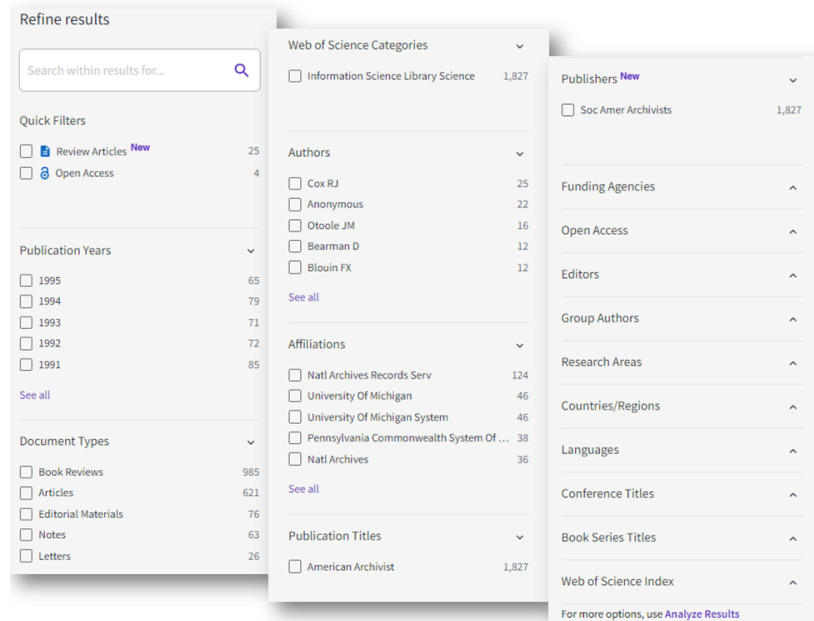 Refine results
Search within results for...
Quick Filters
Review Articles New 25
Open Access 4
Publication Years
1995 65
1994 79
1993 71
1992 72
1991 85
See all
Document Types
Book Reviews 985
Articles 621
Editorial Materials 76
Notes 63
Letters 26
Web of Science Categories
Information Science Library Science 1,827
Authors
Cox RJ 25
Anonymous 22
Otoole JM 16
Bearman D 12
Blouin FX 12
See all
Affiliations
Natl Archives Records Serv 124
University Of Michigan 46
University Of Michigan System 46
Pennsylvania Commonwealth System Of ... 38
Natl Archives 36
See all
Publication Titles
American Archivist 1,827
Publishers New
Soc Amer Archivists 1,827
Funding Agencies
Open Access
Editors
Group Authors
Research Areas
Countries/Regions
Languages
Conference Titles
Book Series Titles
Web of Science Index
For more options, use Analyze Results